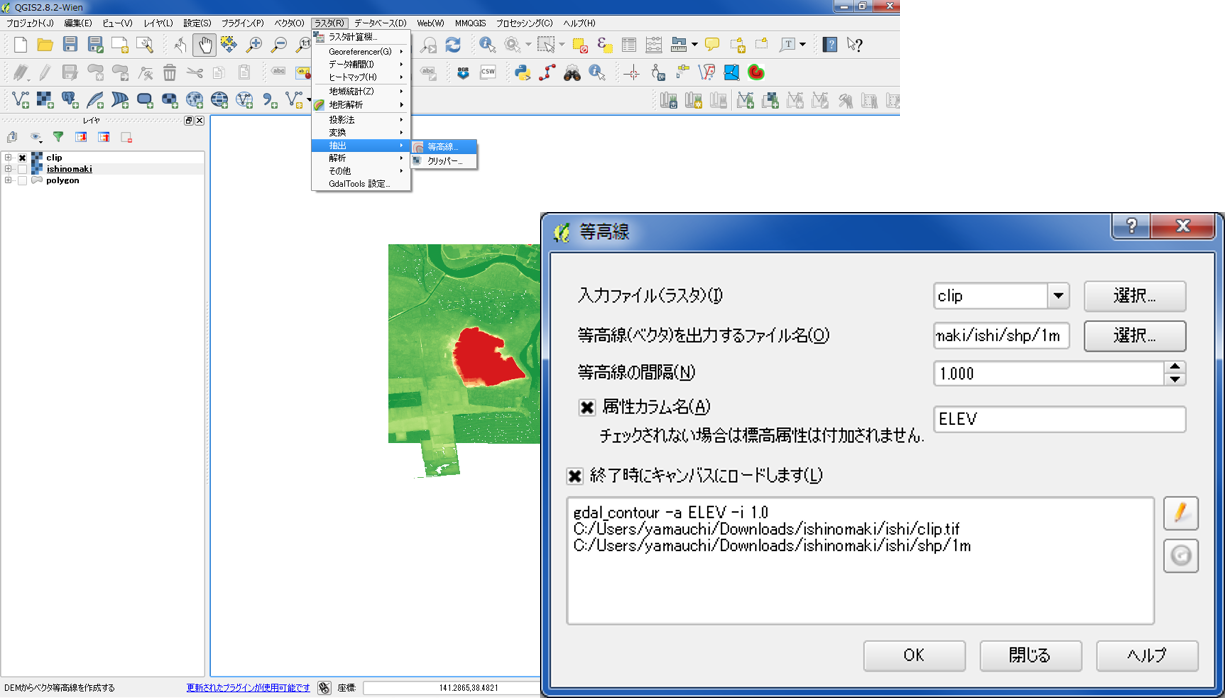 QGIS2.8.2-Wien
プロジェクト(J) 編集(E) ビュー(V) レイヤ(L) 設定(S) プラグイン(P) ベクタ(O) ラスタ(R) データベース(D) Web(W) MMQGIS プロセッシング(C) ヘルプ(H)
ラスタ計算機...
Georeferencer(G)
データ補間(I)
ヒートマップ(H)
地域統計(Z)
地形解析
投影法
変換
抽出
解析
その他
GdalTools 設定...
等高線...
クリッパー...
CSW
レイヤ
clip
ishinomaki
polygon
等高線
入力ファイル(ラスタ)(I)
clip
選択...
等高線(ベクタ)を出力するファイル名(O)
maki/ishi/shp/1m
選択...
等高線の間隔(N)
1.000
属性カラム名(A)
チェックされない場合は標高属性は付加されません.
ELEV
終了時にキャンバスにロードします(L)
gdal_contour -a ELEV -i 1.0
C:/Users/yamauchi/Downloads/ishinomaki/ishi/clip.tif
C:/Users/yamauchi/Downloads/ishinomaki/ishi/shp/1m
OK
閉じる
ヘルプ
DEMからベクタ等高線を作成する
更新されたプラグインが使用可能です
座標:
141.2865,38.4821